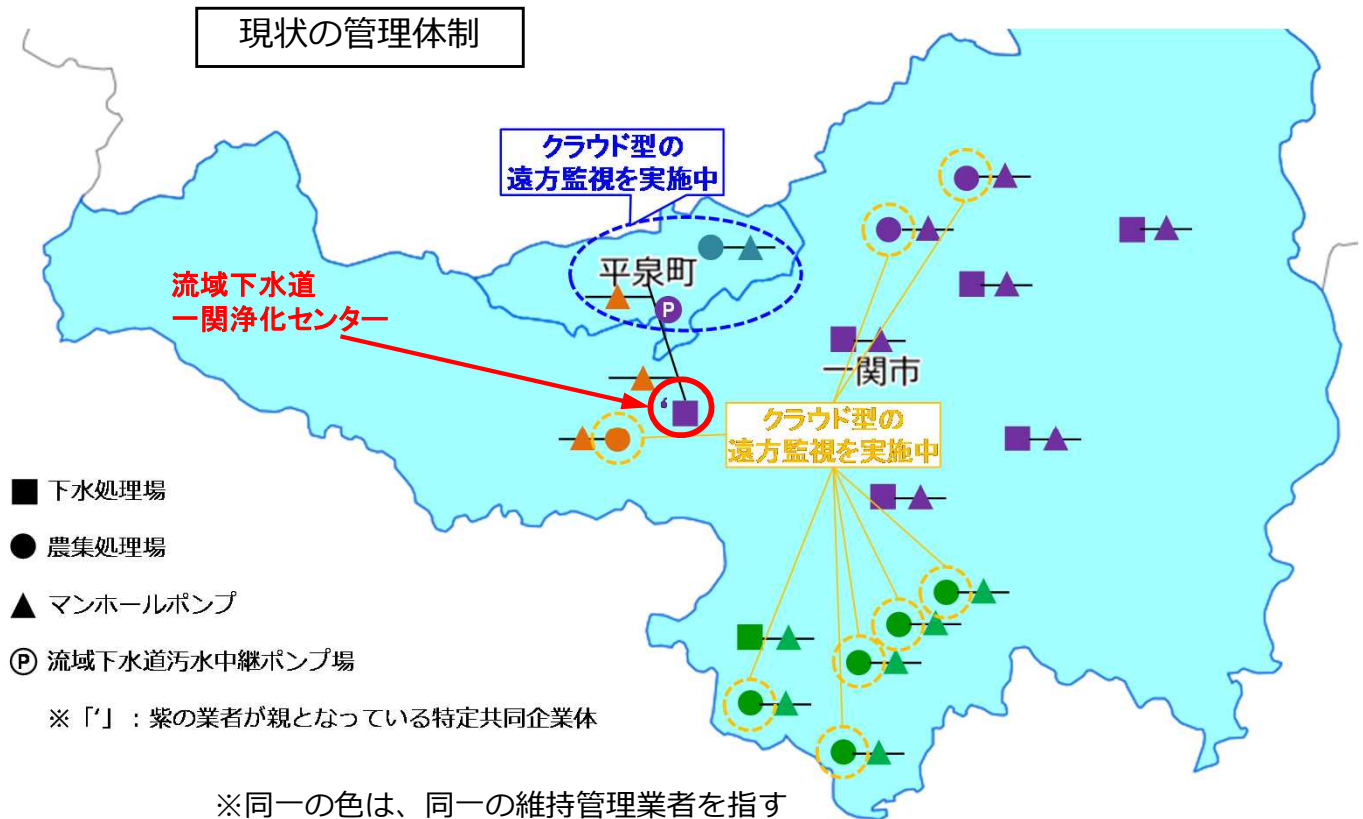 現状の管理体制
クラウド型の
遠方監視を実施中
平泉町
P
流域下水道
一関浄化センター
一関市
クラウド型の
遠方監視を実施中
■ 下水処理場
● 農集処理場
▲ マンホールポンプ
Ⓟ 流域下水道汚水中継ポンプ場
※「‘」：紫の業者が親となっている特定共同企業体
※同一の色は、同一の維持管理業者を指す